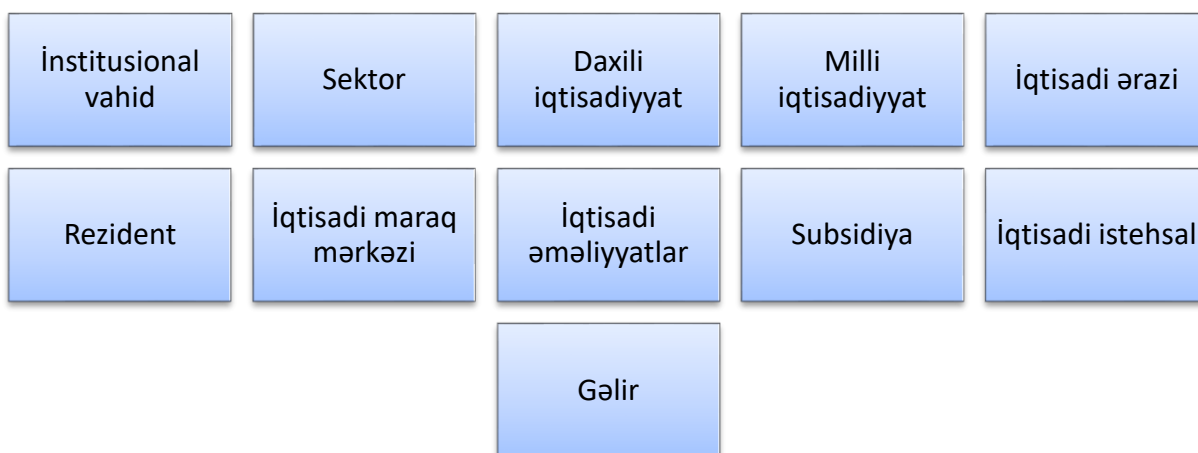 İnstitusional
vahid
Sektor
Daxili
iqtisadiyyat
Milli
iqtisadiyyat
İqtisadi ərazi
Rezident
İqtisadi maraq
mərkəzi
İqtisadi
əməliyyatlar
Subsidiya
İqtisadi istehsal
Gəlir